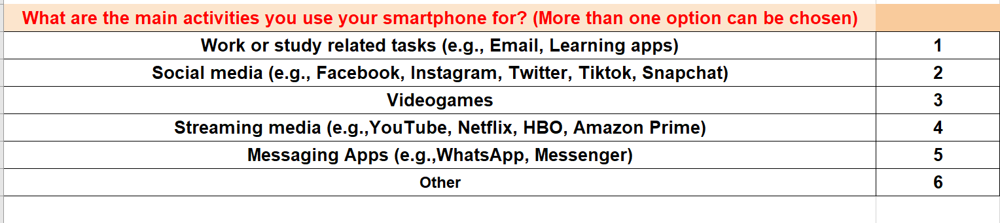 What are the main activities you use your smartphone for? (More than one option can be chosen)
Work or study related tasks (e.g., Email, Learning apps) 1
Social media (e.g., Facebook, Instagram, Twitter, Tiktok, Snapchat) 2
Videogames 3
Streaming media (e.g.,YouTube, Netflix, HBO, Amazon Prime) 4
Messaging Apps (e.g.,WhatsApp, Messenger) 5
Other 6